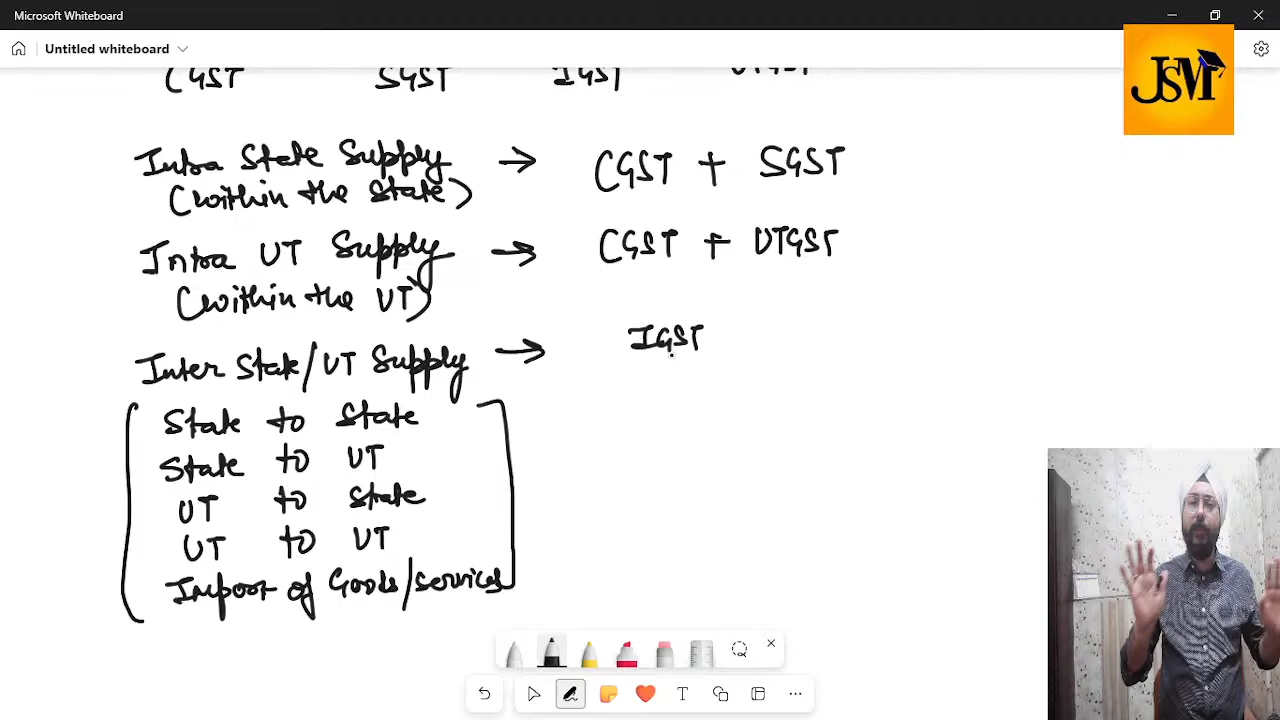 Microsoft Whiteboard
Untitled whiteboard
JSM
CGST SGST IGST UTGST
Intra State Supply → CGST + SGST
(within the State)
Intra UT Supply → CGST + UTGST
(within the UT)
Inter State/UT Supply → IGST
State to State
State to UT
UT to State
UT to UT
Import of Goods/Services